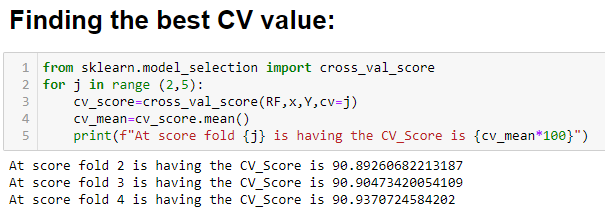 Finding the best CV value:
1 from sklearn.model_selection import cross_val_score
2 for j in range (2,5):
3     cv_score=cross_val_score(RF,x,Y,cv=j)
4     cv_mean=cv_score.mean()
5     print(f"At score fold {j} is having the CV_Score is {cv_mean*100}")
At score fold 2 is having the CV_Score is 90.89260682213187
At score fold 3 is having the CV_Score is 90.90473420054109
At score fold 4 is having the CV_Score is 90.9370724584202